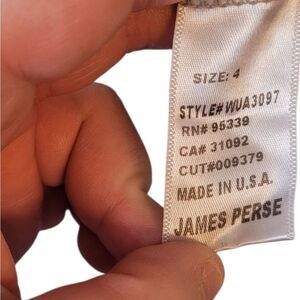 SIZE: 4
STYLE# WUA3097
RN# 95339
CA# 31092
CUT#009379
MADE IN U.S.A.
JAMES PERSE